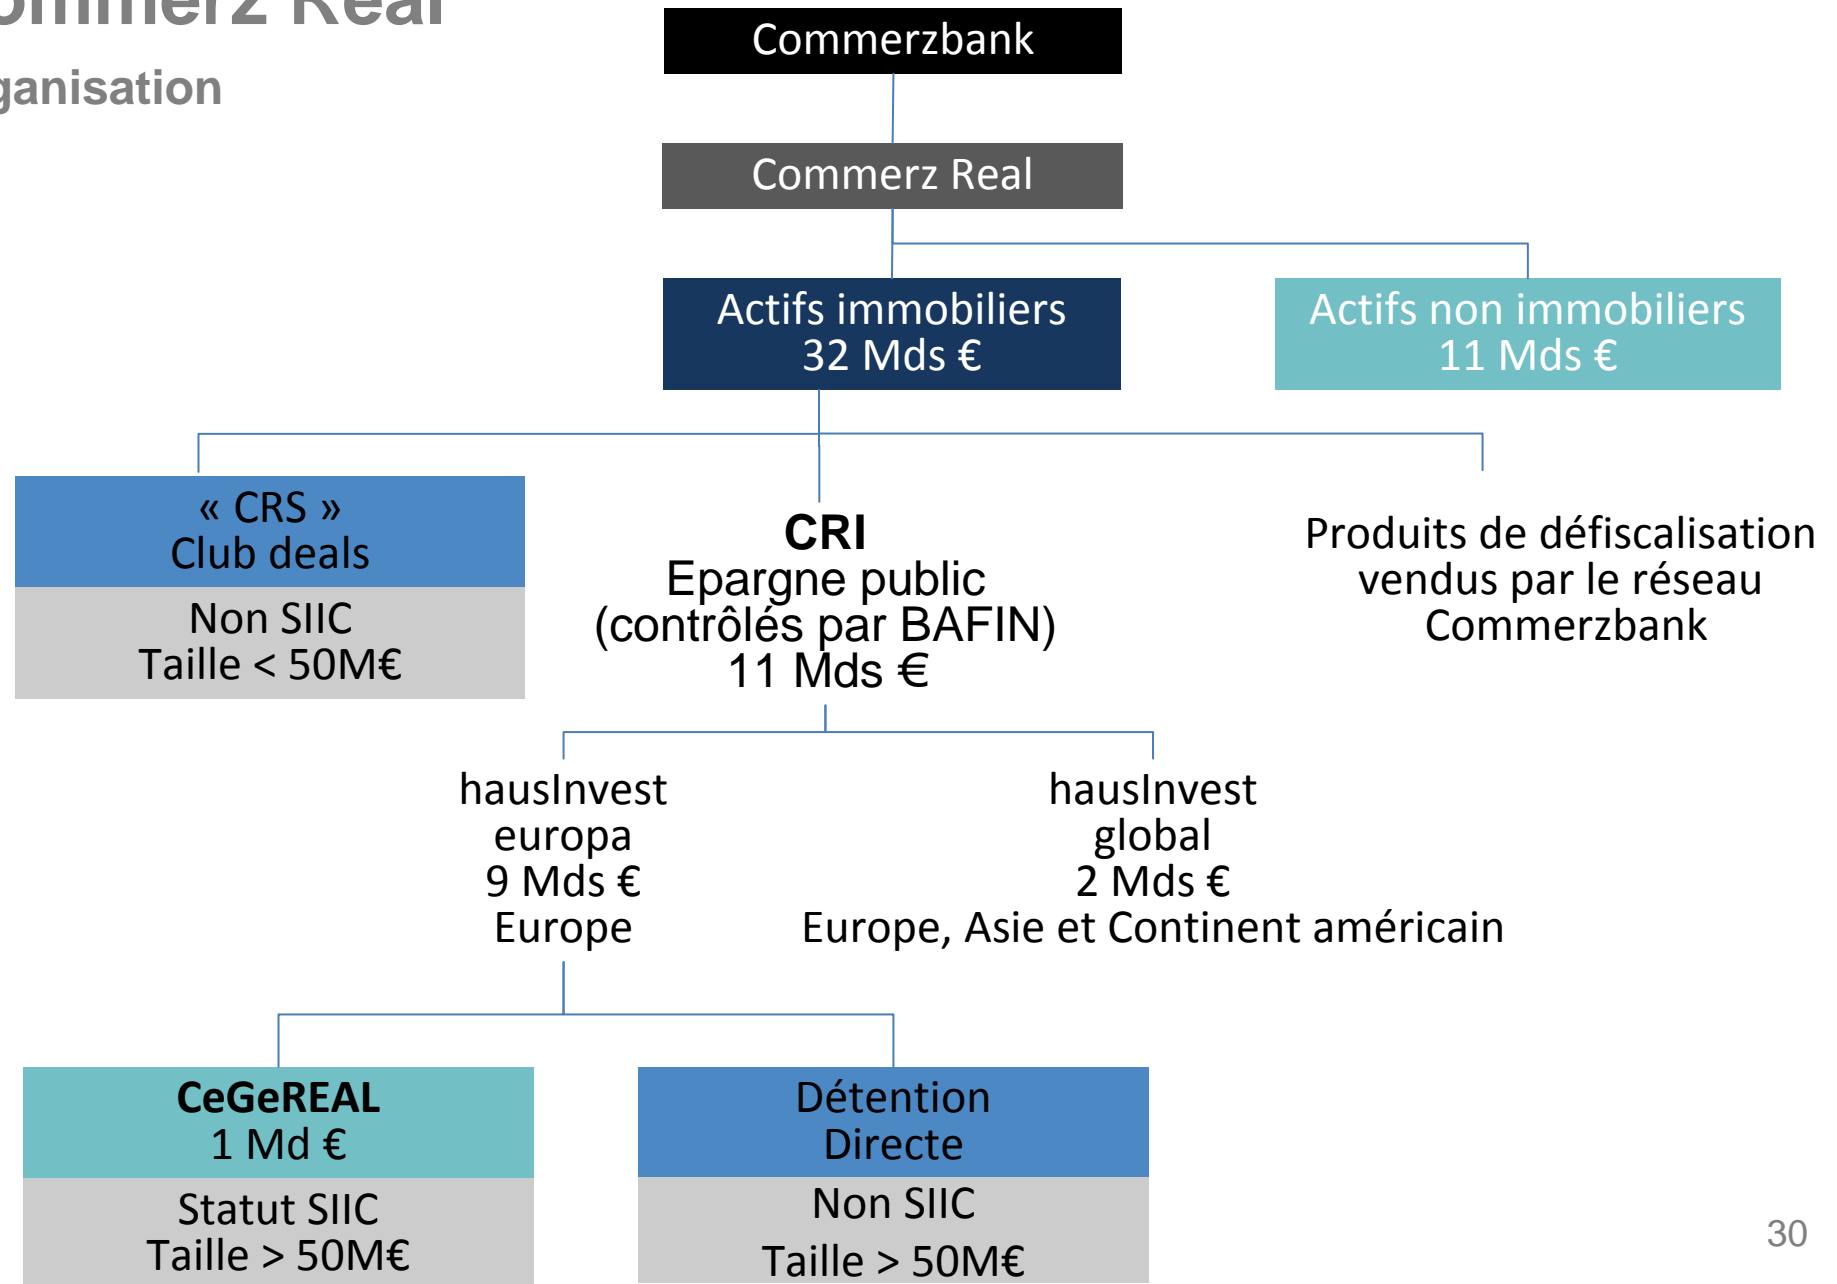 ommerz Real
ganisation
Commerzbank
Commerz Real
Actifs immobiliers
32 Mds €
Actifs non immobiliers
11 Mds €
« CRS »
Club deals
Non SIIC
Taille < 50M€
CRI
Epargne public
(contrôlés par BAFIN)
11 Mds €
Produits de défiscalisation
vendus par le réseau
Commerzbank
hausInvest
europa
9 Mds €
Europe
hausInvest
global
2 Mds €
Europe, Asie et Continent américain
CeGeREAL
1 Md €
Statut SIIC
Taille > 50M€
Détention
Directe
Non SIIC
Taille > 50M€
30